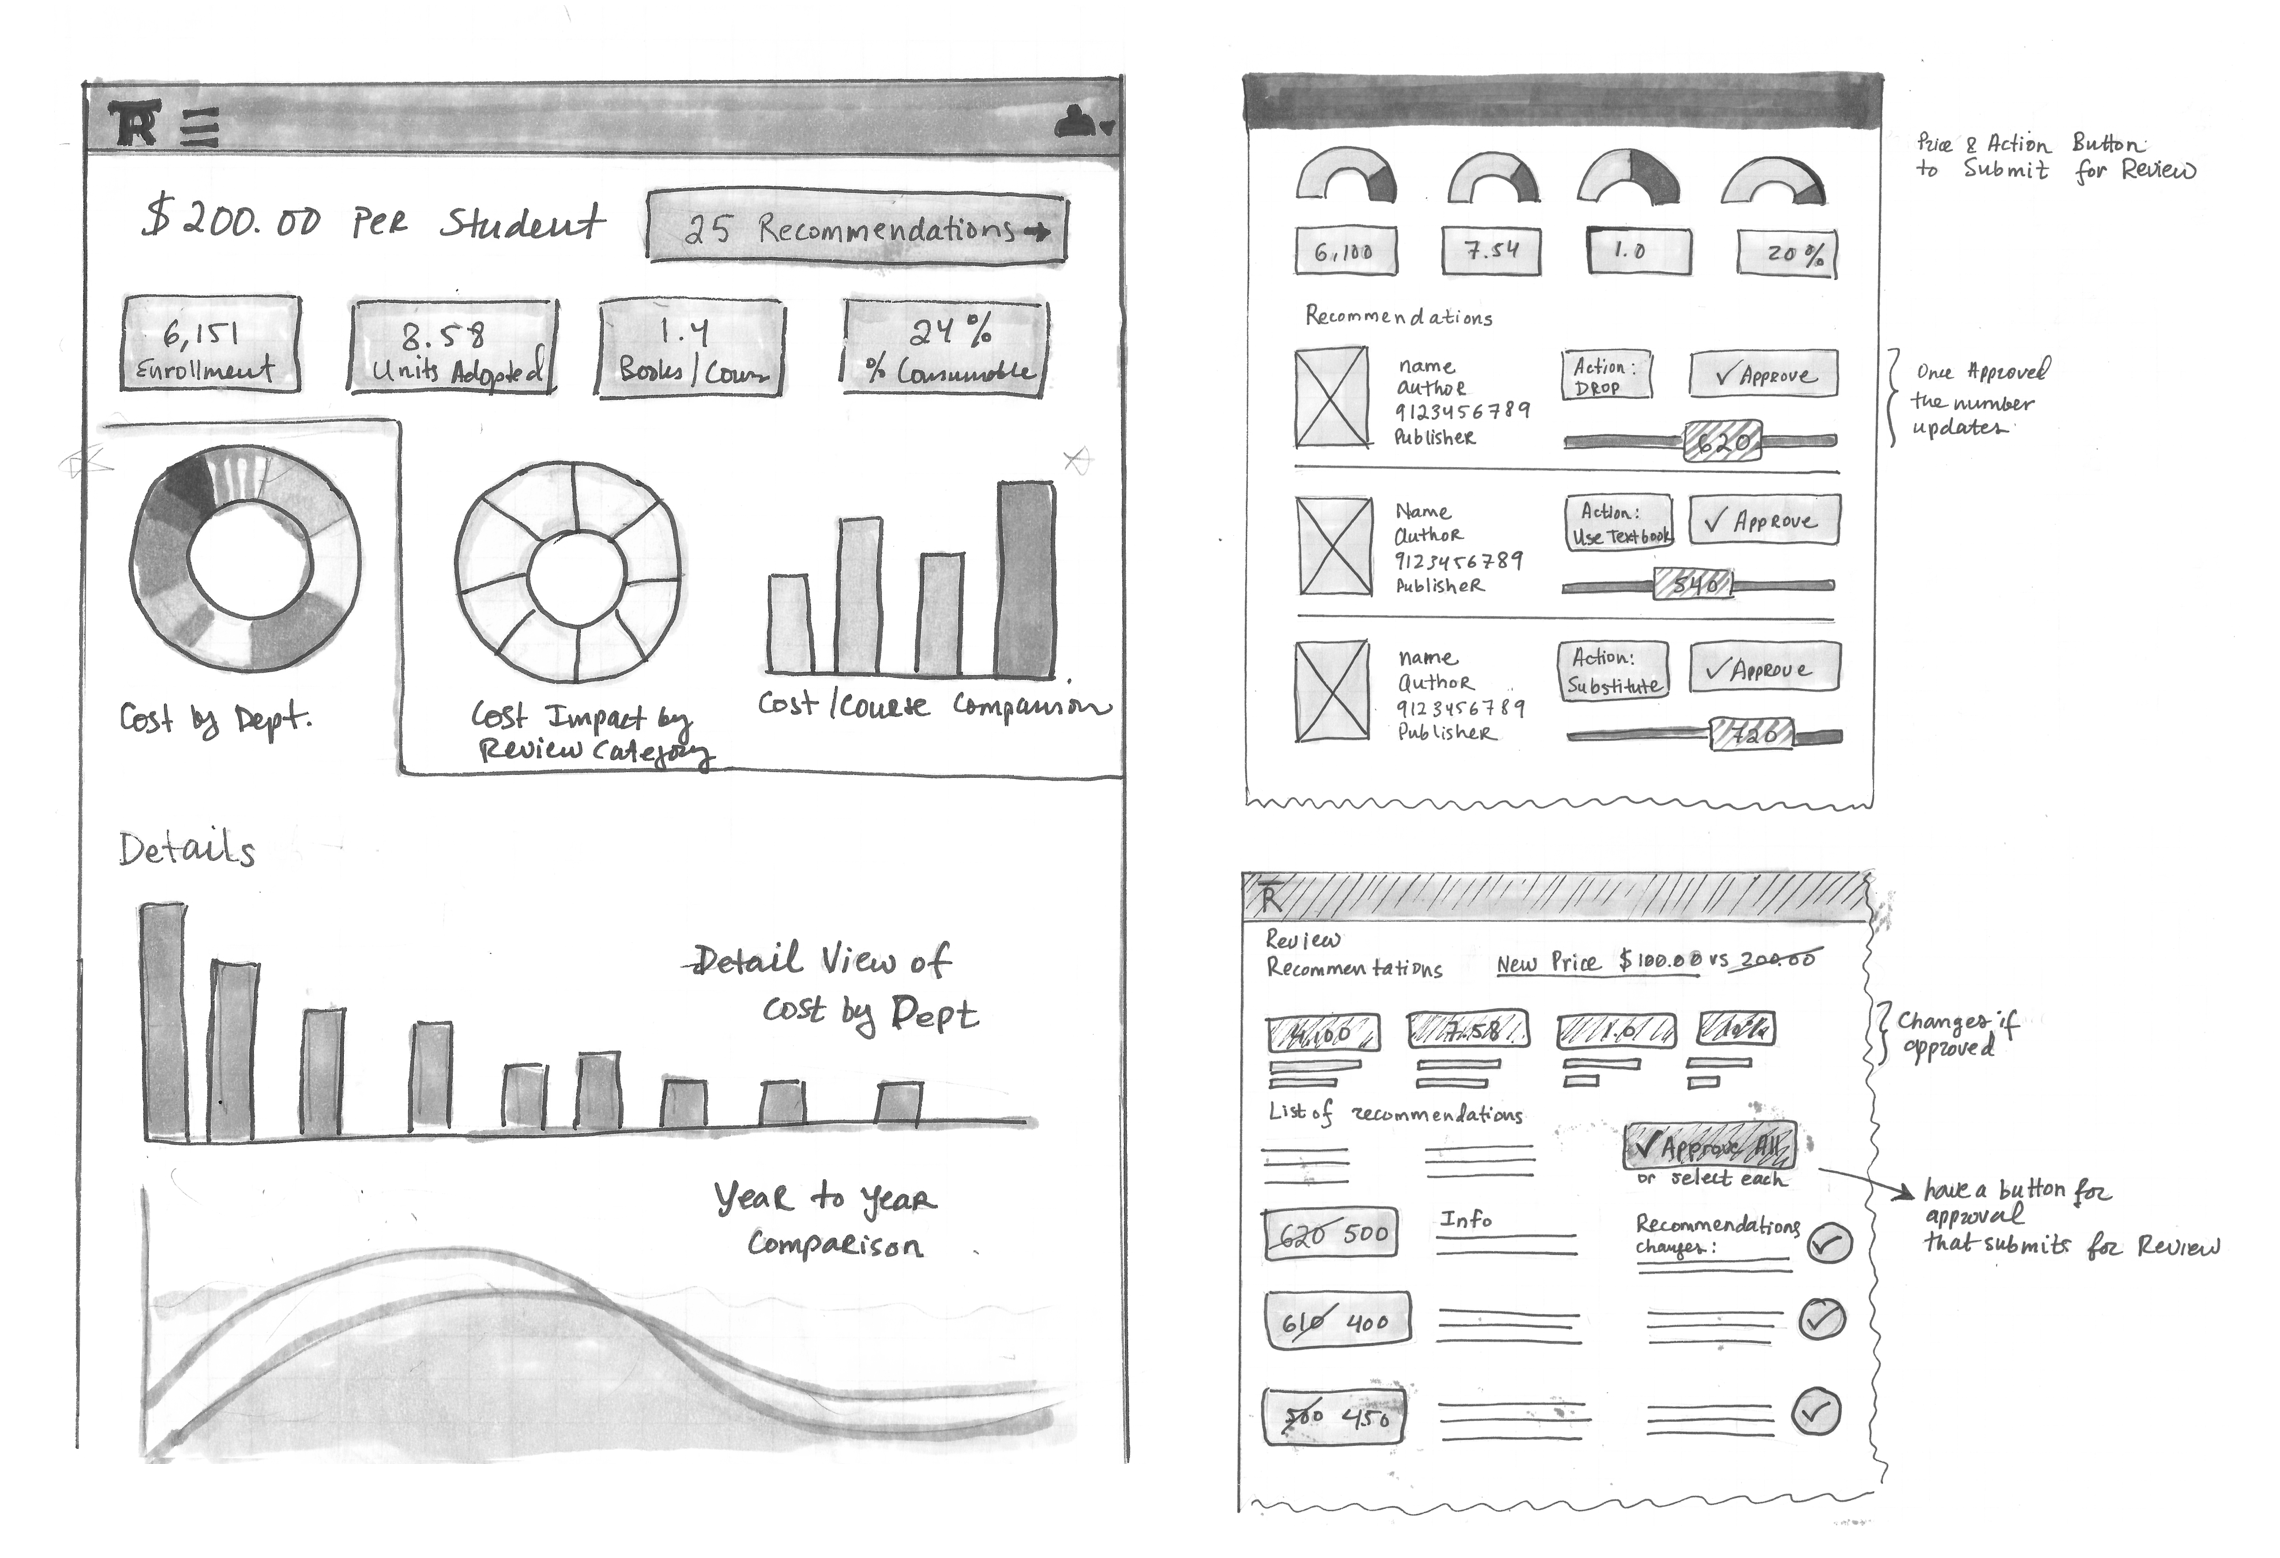 TR
$200.00 PER Student
25 Recommendations →
6,151
Enrollment
8.58
Units Adopted
1.4
Books/Cours
24%
% Consumable
Cost by Dept.
Cost Impact by
Review Category
Cost/Course Comparison
Details
Detail View of
Cost by Dept
Year to Year
Comparison
Price & Action Button
to Submit for Review
6,100
7.54
1.0
20%
Recommendations
name
author
9123456789
Publisher
Action:
DROP
✓ APPROVE
620
Once Approved
the number
updates
Name
Author
9123456789
Publisher
Action:
Use Textbook
✓ APPROVE
540
name
Author
9123456789
Publisher
Action:
Substitute
✓ APPROVE
720
R
Review
Recommentations
New Price $100.00 vs 200.00
4,100
7.58
1.0
Changes if
approved
List of recommendations
✓ Approve All
or select each
have a button for
approval
that submits for Review
620 500
Info
Recommendations
changes:
610 400
500 450